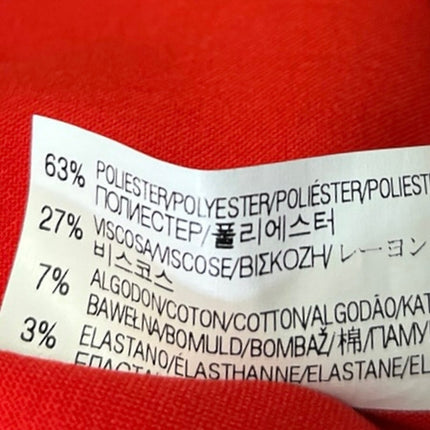 63% POLIESTER/POLYESTER/POLIÉSTER/POLIEST
ПОЛИЕСТЕР/폴리에스터
27% VISCOSA/VISCOSE/ΒΙΣΚΟΖΗ/レーヨン
비스코스
7% ALGODON/COTON/COTTON/ALGODÃO/KAT
BAWEŁNA/BOMULD/BOMBAŽ/棉/ПАМУ
3% ELASTANO/ÉLASTHANNE/ELASTANE/EL